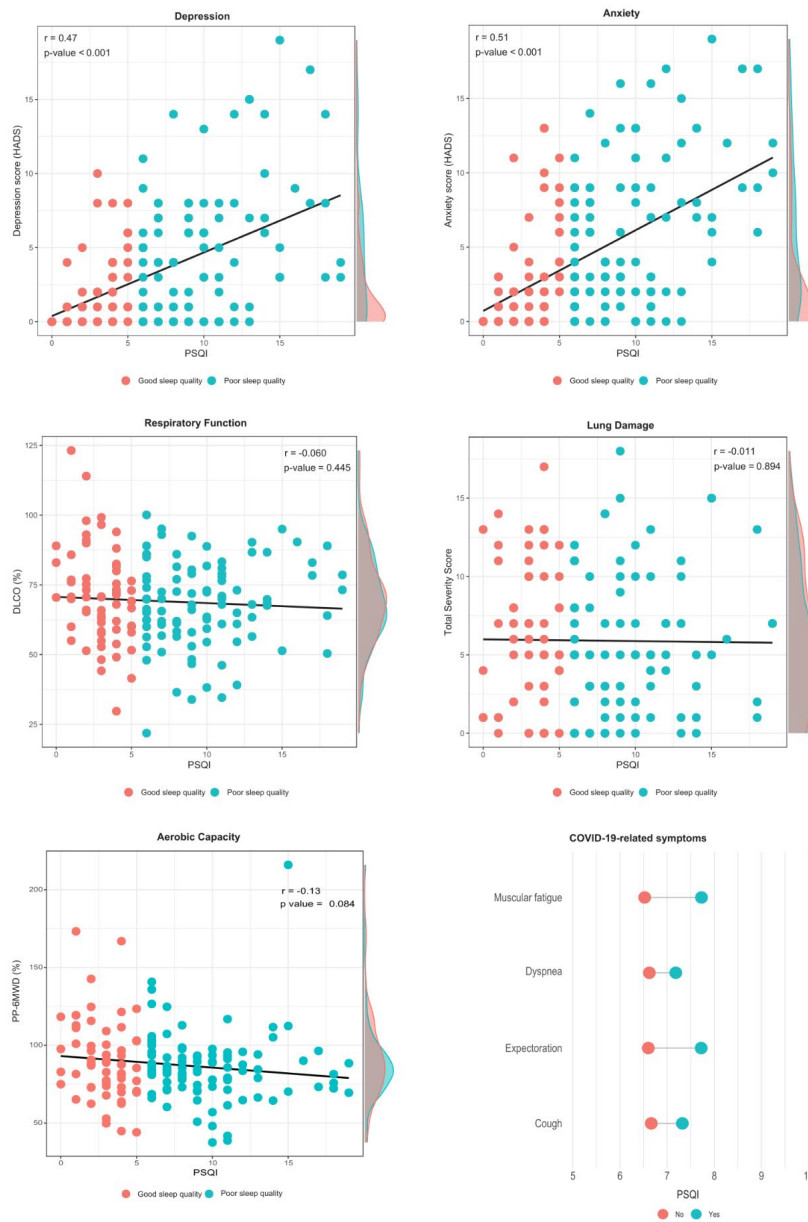 Depression
r = 0.47
p-value < 0.001
15
10
5
0
Depression score (HADS)
0 5 10 15
PSQI
Good sleep quality Poor sleep quality
Anxiety
r = 0.51
p-value < 0.001
15
10
5
0
Anxiety score (HADS)
0 5 10 15
PSQI
Good sleep quality Poor sleep quality
Respiratory Function
r = -0.060
p-value = 0.445
125
100
75
50
25
DLCO (%)
0 5 10 15
PSQI
Good sleep quality Poor sleep quality
Lung Damage
r = -0.011
p-value = 0.894
15
10
5
0
Total Severity Score
0 5 10 15
PSQI
Good sleep quality Poor sleep quality
Aerobic Capacity
r = -0.13
p value = 0.084
200
150
100
50
PP-6MWD (%)
0 5 10 15
PSQI
Good sleep quality Poor sleep quality
COVID-19-related symptoms
Muscular fatigue
Dyspnea
Expectoration
Cough
5 6 7 8 9
PSQI
No Yes